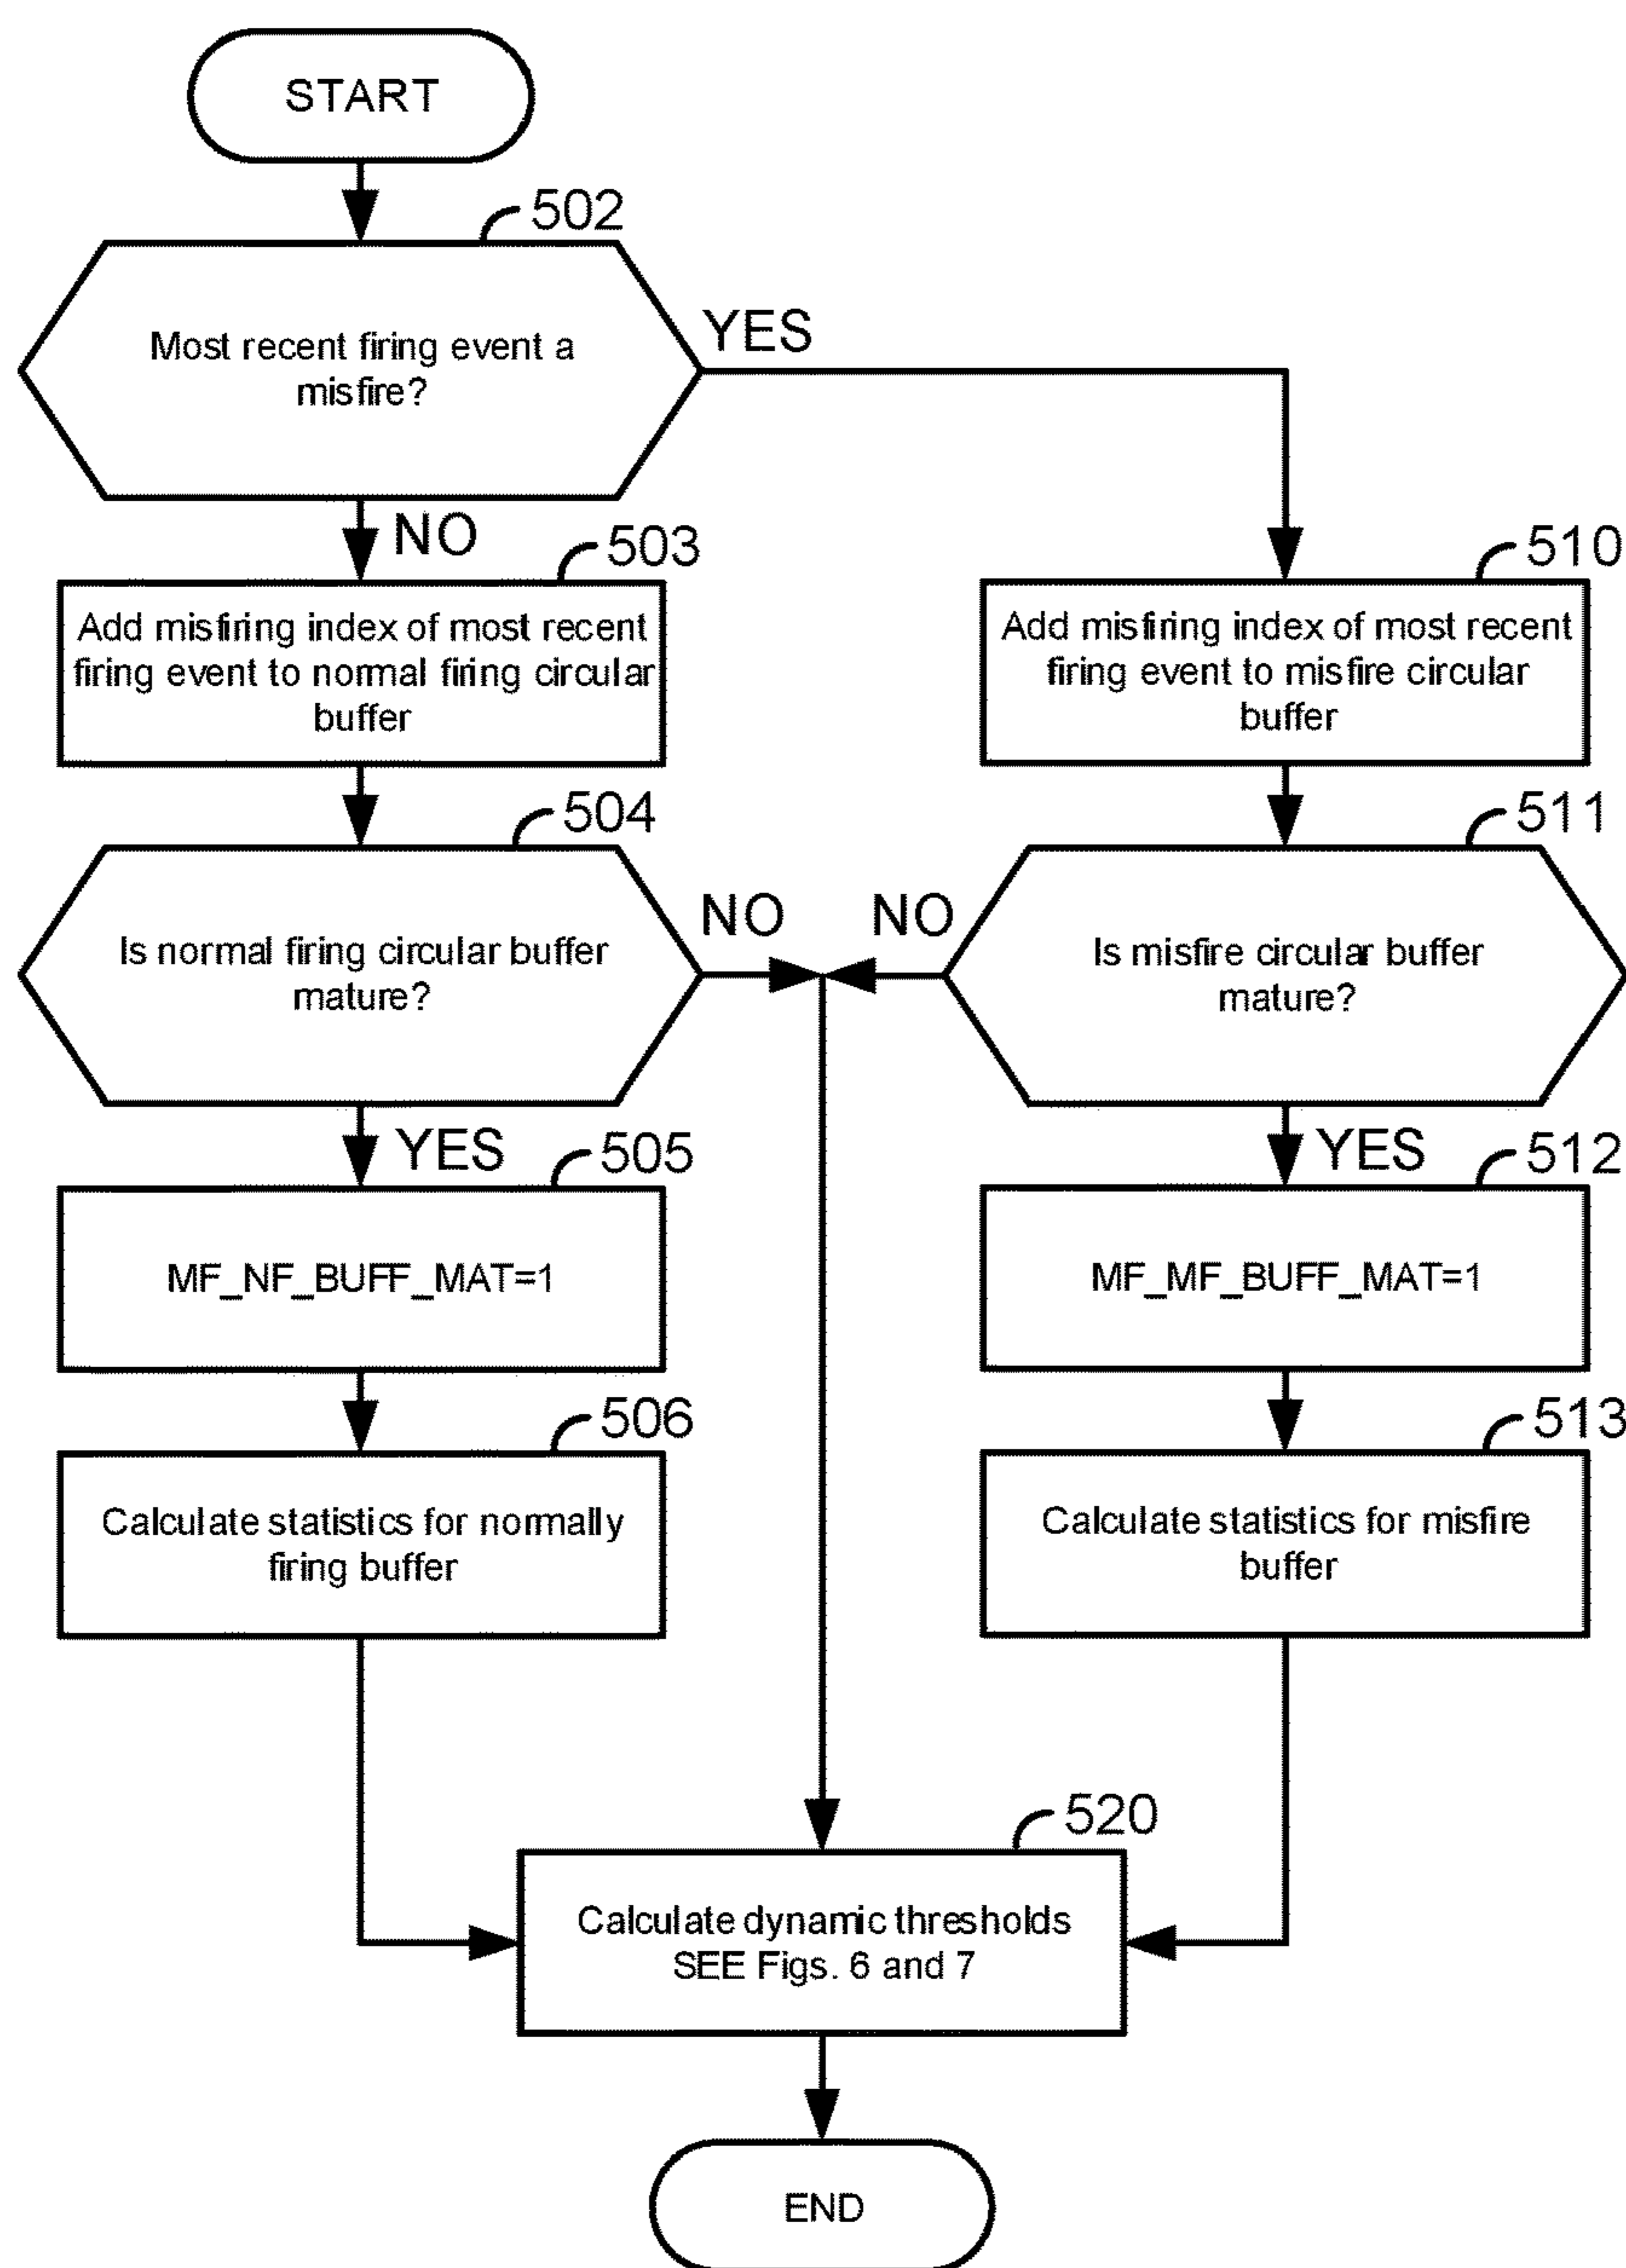 START
502
Most recent firing event a
misfire?
YES
NO
503
Add misfiring index of most recent
firing event to normal firing circular
buffer
510
Add misfiring index of most recent
firing event to misfire circular
buffer
504
Is normal firing circular buffer
mature?
NO
NO
511
Is misfire circular buffer
mature?
YES
505
MF_NF_BUFF_MAT=1
YES
512
MF_MF_BUFF_MAT=1
506
Calculate statistics for normally
firing buffer
513
Calculate statistics for misfire
buffer
520
Calculate dynamic thresholds
SEE Figs. 6 and 7
END